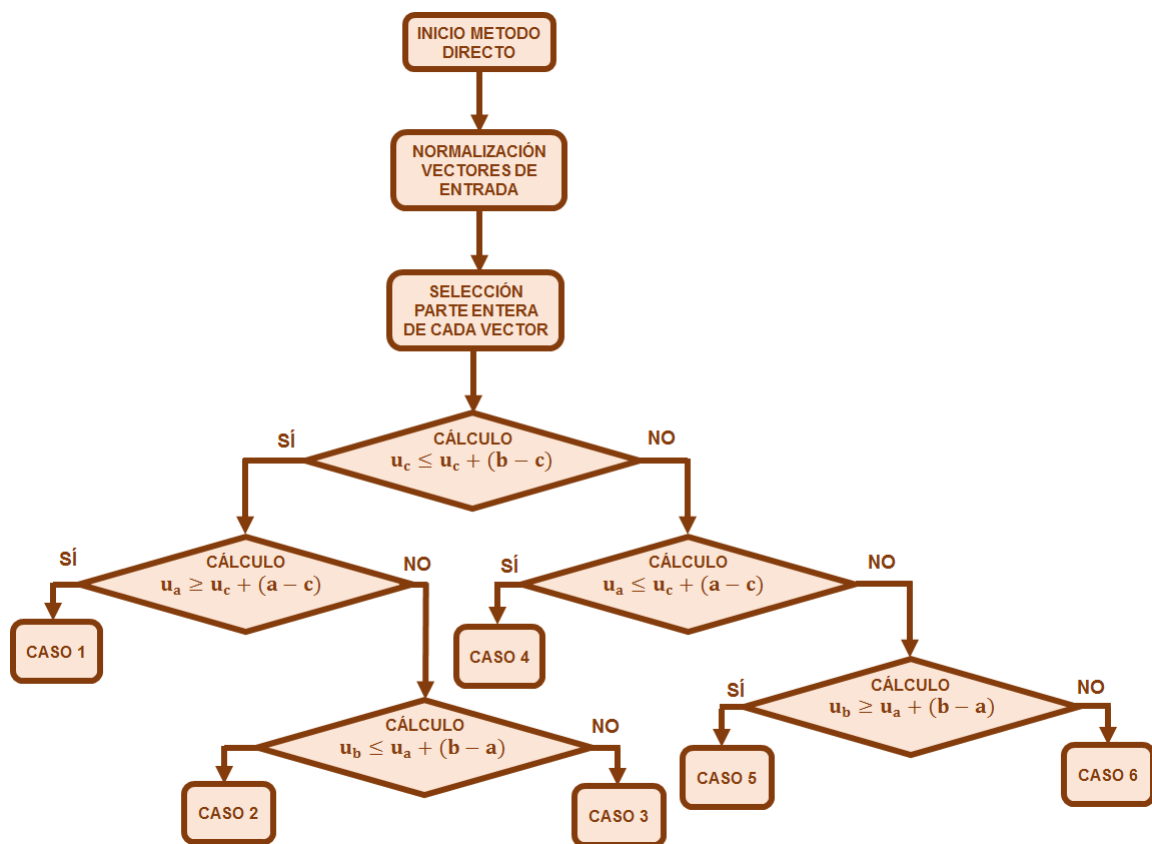 INICIO METODO
DIRECTO
NORMALIZACIÓN
VECTORES DE
ENTRADA
SELECCIÓN
PARTE ENTERA
DE CADA VECTOR
SÍ
CÁLCULO
u_c ≤ u_c + (b − c)
NO
SÍ
CÁLCULO
u_a ≥ u_c + (a − c)
NO
SÍ
CÁLCULO
u_a ≤ u_c + (a − c)
NO
CASO 1
CASO 4
CÁLCULO
u_b ≤ u_a + (b − a)
NO
SÍ
CÁLCULO
u_b ≥ u_a + (b − a)
NO
CASO 2
CASO 3
CASO 5
CASO 6